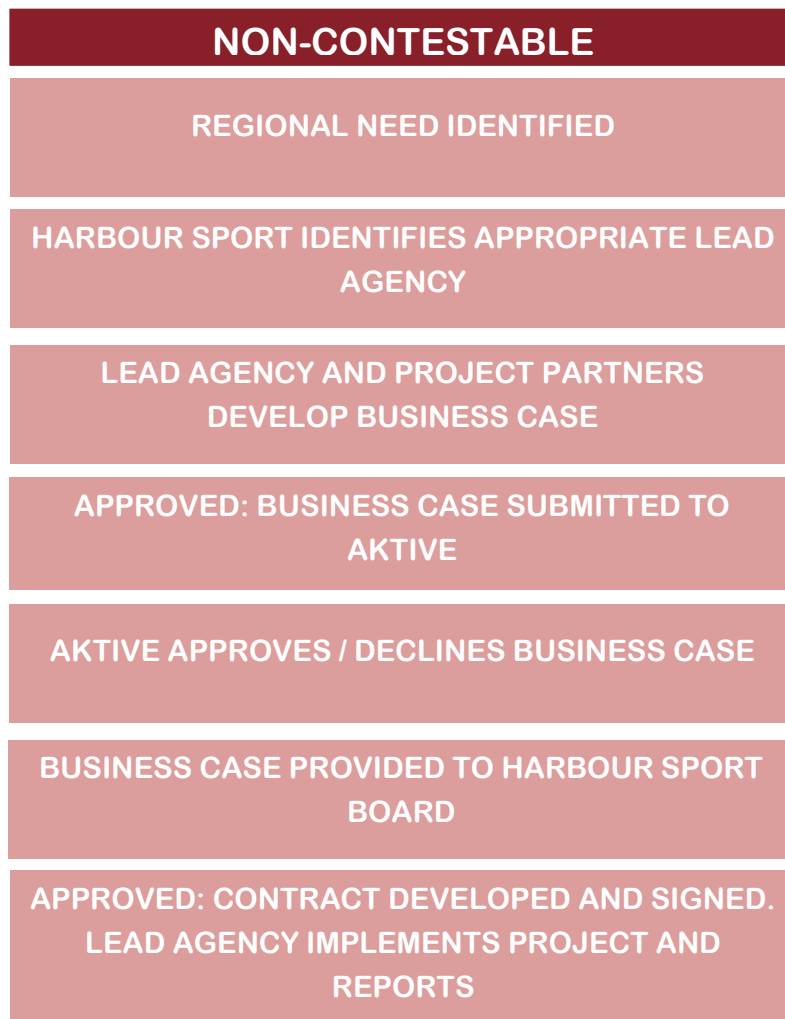 NON-CONTESTABLE
REGIONAL NEED IDENTIFIED
HARBOUR SPORT IDENTIFIES APPROPRIATE LEAD
AGENCY
LEAD AGENCY AND PROJECT PARTNERS
DEVELOP BUSINESS CASE
APPROVED: BUSINESS CASE SUBMITTED TO
AKTIVE
AKTIVE APPROVES / DECLINES BUSINESS CASE
BUSINESS CASE PROVIDED TO HARBOUR SPORT
BOARD
APPROVED: CONTRACT DEVELOPED AND SIGNED.
LEAD AGENCY IMPLEMENTS PROJECT AND
REPORTS